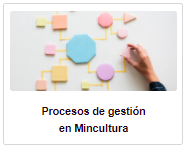 Procesos de gestión
en Mincultura